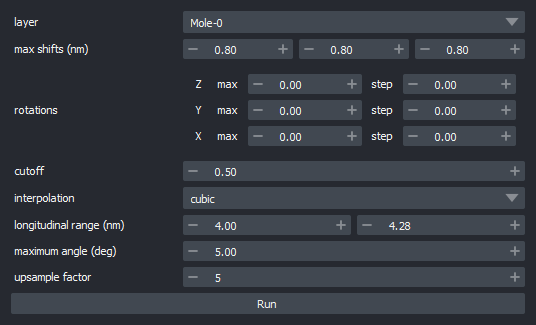 layer Mole-0
max shifts (nm) − 0.80 + − 0.80 + − 0.80 +
Z max − 0.00 + step − 0.00 +
rotations Y max − 0.00 + step − 0.00 +
X max − 0.00 + step − 0.00 +
cutoff − 0.50 +
interpolation cubic
longitudinal range (nm) − 4.00 + − 4.28 +
maximum angle (deg) − 5.00 +
upsample factor − 5 +
Run